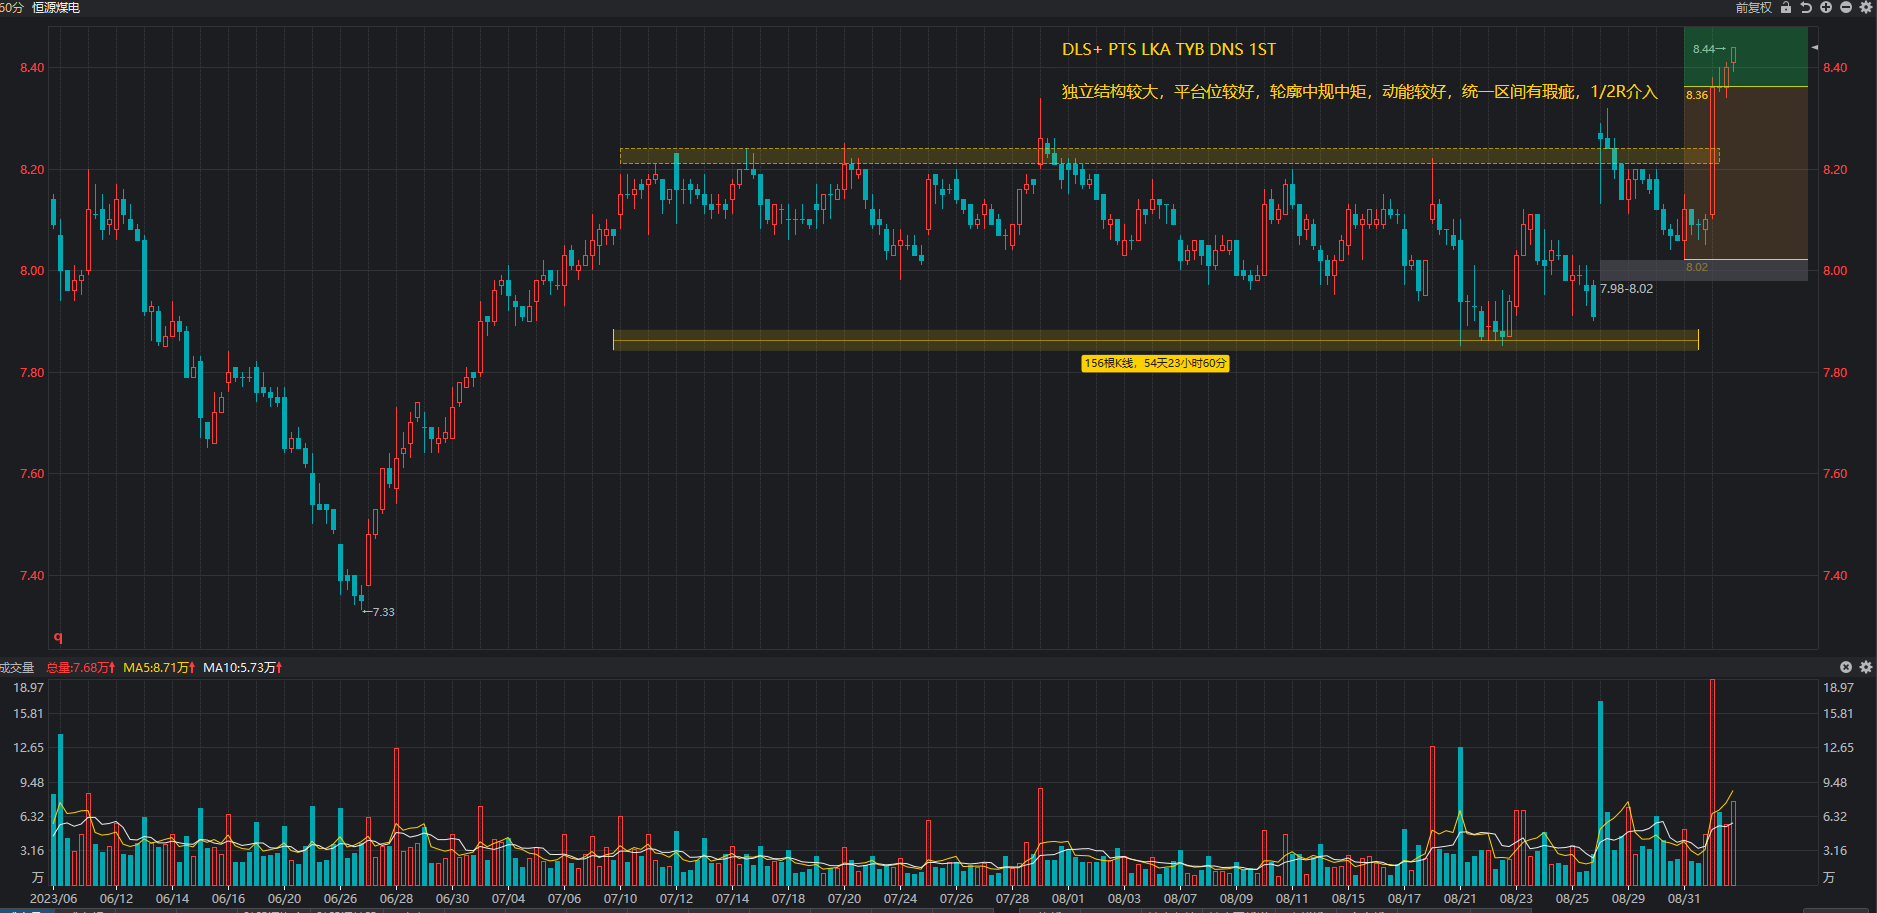 60分 恒源煤电
前复权
DLS+ PTS LKA TYB DNS 1ST
独立结构较大，平台位较好，轮廓中规中矩，动能较好，统一区间有瑕疵，1/2R介入
8.44
8.40 8.40
8.36
8.20 8.20
8.02
8.00 8.00
7.98-8.02
156根K线，54天23小时60分
7.80 7.80
7.60 7.60
7.40 7.40
7.33
q
成交量 总量:7.68万 MA5:8.71万 MA10:5.73万
18.97 18.97
15.81 15.81
12.65 12.65
9.48 9.48
6.32 6.32
3.16 3.16
万 万
2023/06 06/12 06/14 06/16 06/20 06/26 06/28 06/30 07/04 07/06 07/10 07/12 07/14 07/18 07/20 07/24 07/26 07/28 08/01 08/03 08/07 08/09 08/11 08/15 08/17 08/21 08/23 08/25 08/29 08/31